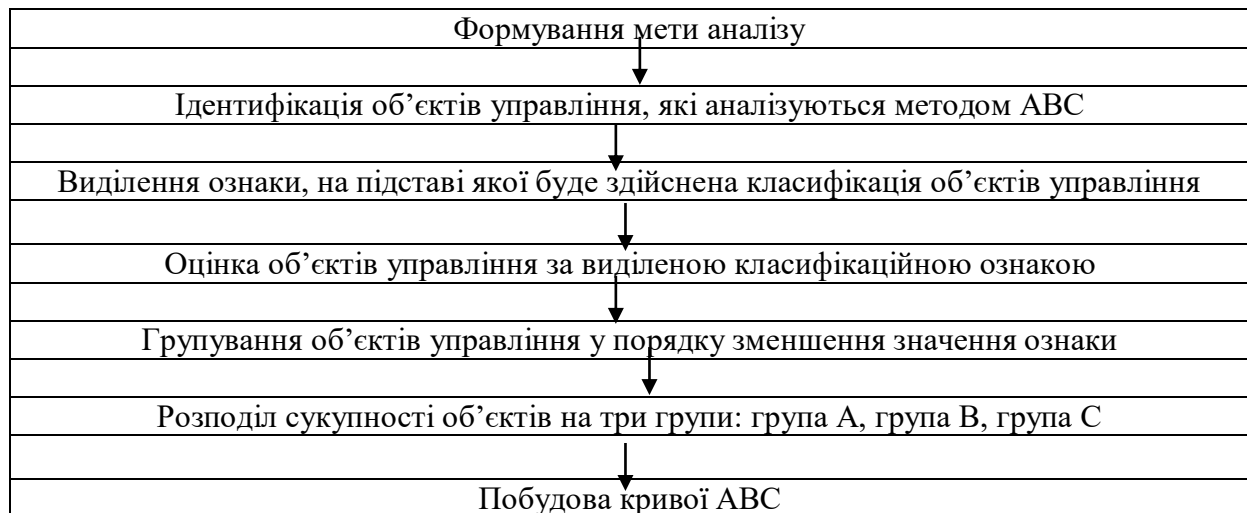 Формування мети аналізу
Ідентифікація об’єктів управління, які аналізуються методом АВС
Виділення ознаки, на підставі якої буде здійснена класифікація об’єктів управління
Оцінка об’єктів управління за виділеною класифікаційною ознакою
Групування об’єктів управління у порядку зменшення значення ознаки
Розподіл сукупності об’єктів на три групи: група А, група В, група С
Побудова кривої АВС